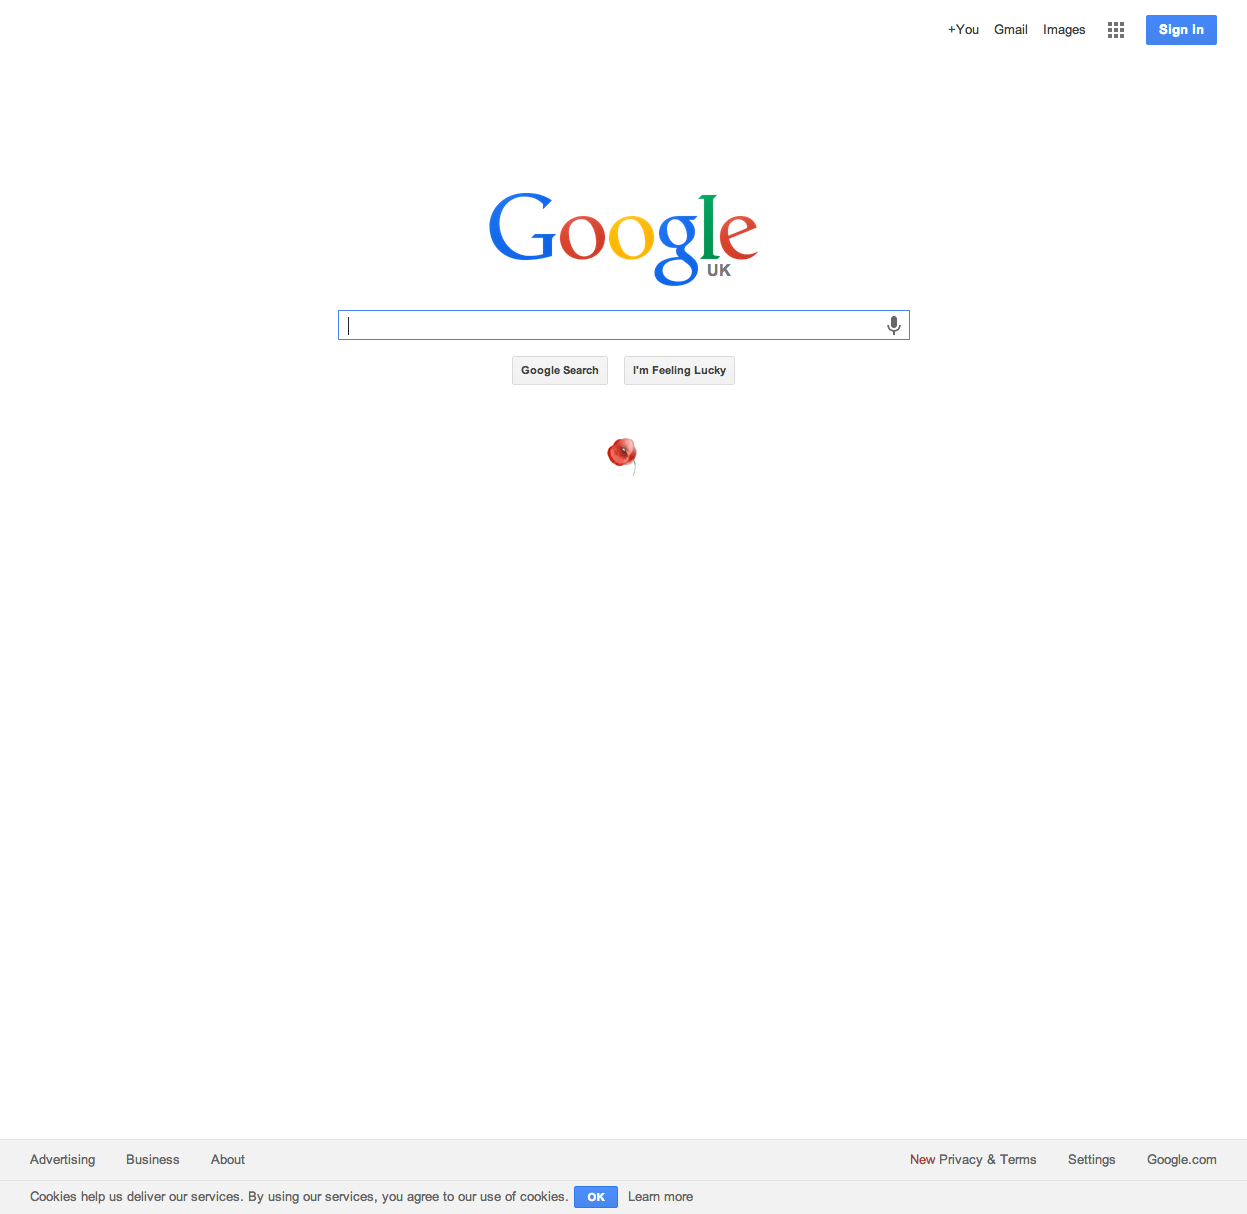 +You Gmail Images Sign in
Google
UK
Google Search I'm Feeling Lucky
Advertising Business About New Privacy & Terms Settings Google.com
Cookies help us deliver our services. By using our services, you agree to our use of cookies. OK Learn more